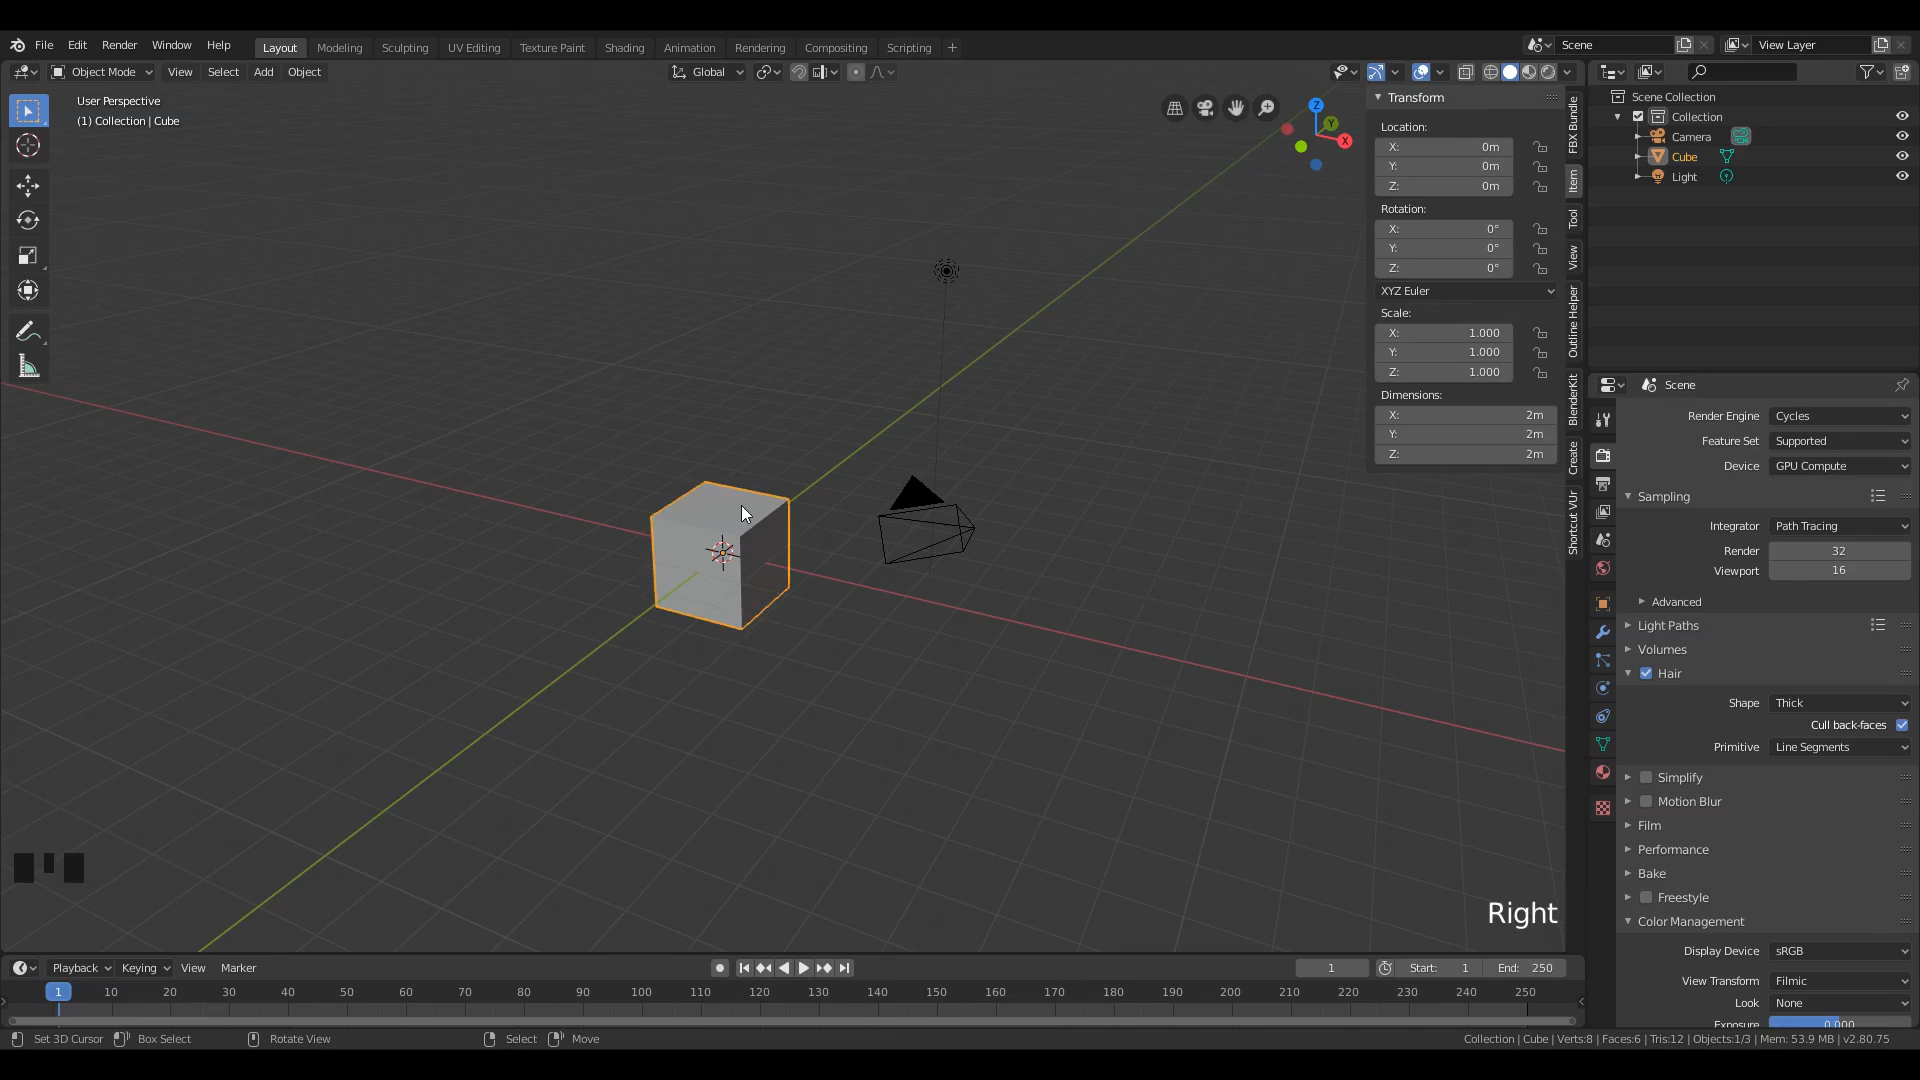 File Edit Render Window Help Layout Modeling Sculpting UV Editing Texture Paint Shading Animation Rendering Compositing Scripting + Scene View Layer
Object Mode View Select Add Object Global
User Perspective
(1) Collection | Cube
Z
Y
X
Transform
Location:
X: 0m
Y: 0m
Z: 0m
Rotation:
X: 0°
Y: 0°
Z: 0°
XYZ Euler
Scale:
X: 1.000
Y: 1.000
Z: 1.000
Dimensions:
X: 2m
Y: 2m
Z: 2m
FBX Bundle
Item
Tool
View
Outline Helper
BlenderKit
Create
Shortcut VUr
Scene Collection
Collection
Camera
Cube
Light
Scene
Render Engine Cycles
Feature Set Supported
Device GPU Compute
Sampling
Integrator Path Tracing
Render 32
Viewport 16
Advanced
Light Paths
Volumes
Hair
Shape Thick
Cull back-faces
Primitive Line Segments
Simplify
Motion Blur
Film
Performance
Bake
Freestyle
Color Management
Display Device sRGB
View Transform Filmic
Look None
Exposure 0.000
Right
Playback Keying View Marker 1 Start: 1 End: 250
1 10 20 30 40 50 60 70 80 90 100 110 120 130 140 150 160 170 180 190 200 210 220 230 240 250
Set 3D Cursor Box Select Rotate View Select Move Collection | Cube | Verts:8 | Faces:6 | Tris:12 | Objects:1/3 | Mem: 53.9 MB | v2.80.75